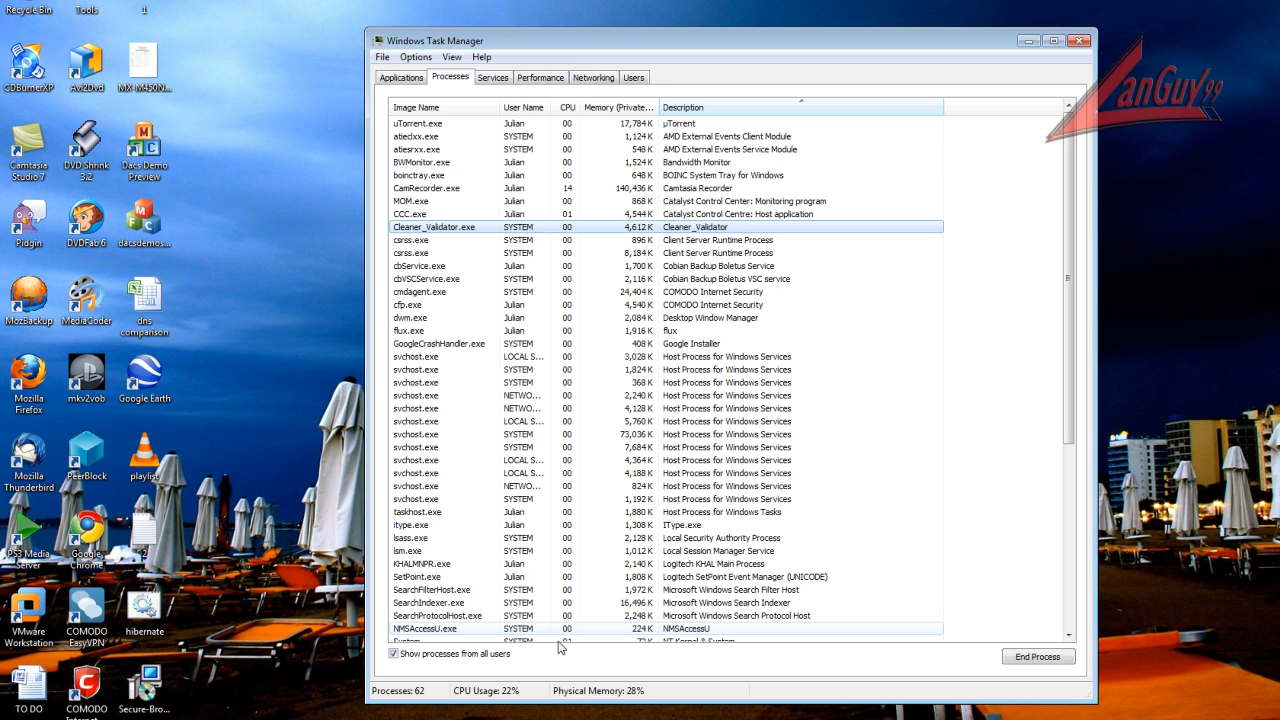 Recycle Bin
Tools
1
CDBurnerXP
Avi2Dvd
MX-M450N...
Camtasia
Studio 7
DVD Shrink
3.2
Dacs Demo
Preview
Pidgin
DVDFab 6
dacsdemos...
MozBackup
MediaCoder
dns
comparison
Mozilla
Firefox
mkv2vob
Google Earth
Mozilla
Thunderbird
PeerBlock
playlist
PS3 Media
Server
Google
Chrome
2
VMware
Workstation
COMODO
EasyVPN
hibernate
TO DO
COMODO
Internet
Secure-Bro...
Windows Task Manager
File Options View Help
Applications Processes Services Performance Networking Users
Image Name User Name CPU Memory (Private... Description
uTorrent.exe Julian 00 17,784 K µTorrent
atieclxx.exe SYSTEM 00 1,124 K AMD External Events Client Module
atiesrxx.exe SYSTEM 00 548 K AMD External Events Service Module
BWMonitor.exe Julian 00 1,524 K Bandwidth Monitor
boinctray.exe Julian 00 648 K BOINC System Tray for Windows
CamRecorder.exe Julian 14 140,436 K Camtasia Recorder
MOM.exe Julian 00 868 K Catalyst Control Center: Monitoring program
CCC.exe Julian 01 4,544 K Catalyst Control Centre: Host application
Cleaner_Validator.exe SYSTEM 00 4,612 K Cleaner_Validator
csrss.exe SYSTEM 00 896 K Client Server Runtime Process
csrss.exe SYSTEM 00 8,184 K Client Server Runtime Process
cbService.exe Julian 00 1,700 K Cobian Backup Boletus Service
cbVSCService.exe SYSTEM 00 2,116 K Cobian Backup Boletus VSC service
cmdagent.exe SYSTEM 00 24,404 K COMODO Internet Security
cfp.exe Julian 00 4,540 K COMODO Internet Security
dwm.exe Julian 00 2,084 K Desktop Window Manager
flux.exe Julian 00 1,916 K flux
GoogleCrashHandler.exe SYSTEM 00 408 K Google Installer
svchost.exe LOCAL S... 00 3,028 K Host Process for Windows Services
svchost.exe SYSTEM 00 1,824 K Host Process for Windows Services
svchost.exe SYSTEM 00 368 K Host Process for Windows Services
svchost.exe NETWO... 00 2,240 K Host Process for Windows Services
svchost.exe NETWO... 00 4,128 K Host Process for Windows Services
svchost.exe LOCAL S... 00 5,760 K Host Process for Windows Services
svchost.exe SYSTEM 00 73,036 K Host Process for Windows Services
svchost.exe SYSTEM 00 7,684 K Host Process for Windows Services
svchost.exe LOCAL S... 00 4,364 K Host Process for Windows Services
svchost.exe LOCAL S... 00 4,188 K Host Process for Windows Services
svchost.exe NETWO... 00 824 K Host Process for Windows Services
svchost.exe SYSTEM 00 1,192 K Host Process for Windows Services
taskhost.exe Julian 00 1,880 K Host Process for Windows Tasks
itype.exe Julian 00 1,308 K IType.exe
lsass.exe SYSTEM 00 2,128 K Local Security Authority Process
lsm.exe SYSTEM 00 1,012 K Local Session Manager Service
KHALMNPR.exe Julian 00 2,140 K Logitech KHAL Main Process
SetPoint.exe Julian 00 1,808 K Logitech SetPoint Event Manager (UNICODE)
SearchFilterHost.exe SYSTEM 00 1,972 K Microsoft Windows Search Filter Host
SearchIndexer.exe SYSTEM 00 16,496 K Microsoft Windows Search Indexer
SearchProtocolHost.exe SYSTEM 00 2,248 K Microsoft Windows Search Protocol Host
NMSAccessU.exe SYSTEM 00 224 K NMSAccessU
System SYSTEM 01 72 K NT Kernel & System
Show processes from all users
End Process
Processes: 62 CPU Usage: 22% Physical Memory: 28%
LanGuy99